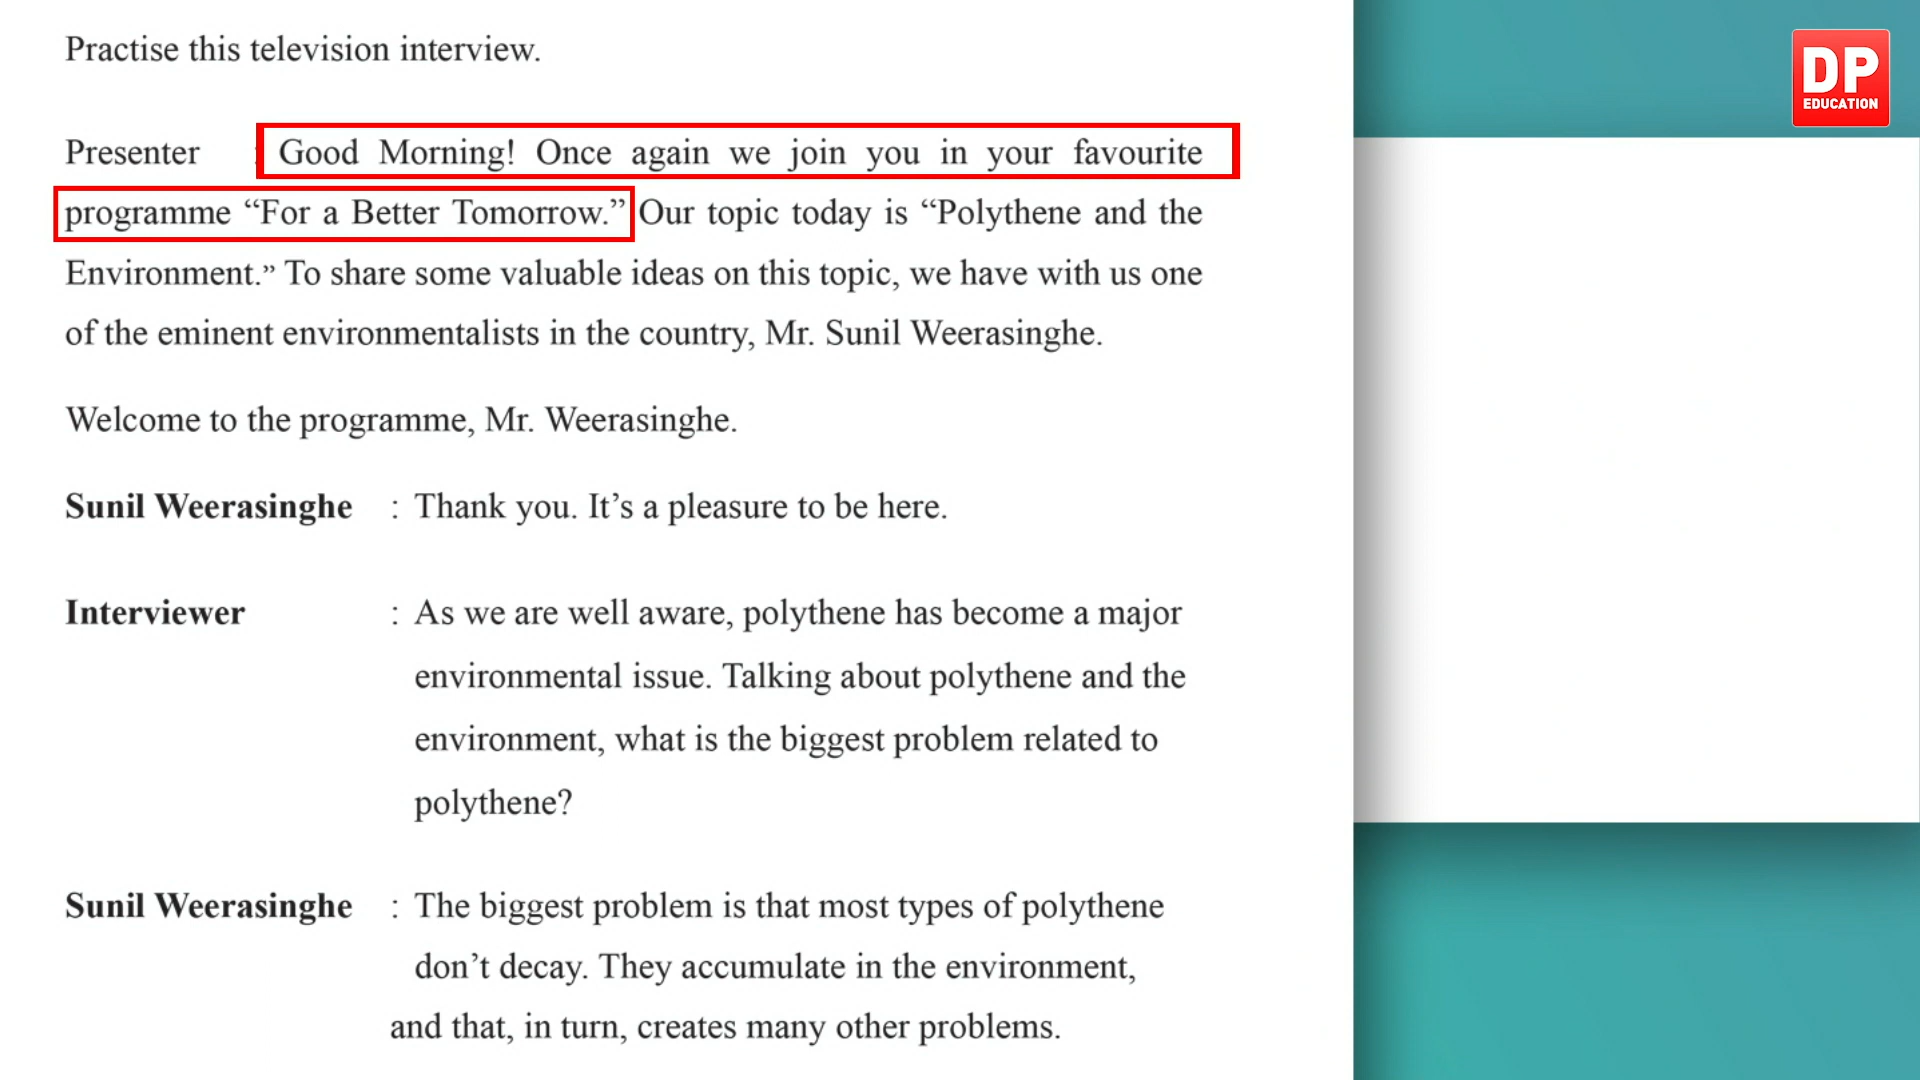 Practise this television interview.
DP
EDUCATION
Presenter : Good Morning! Once again we join you in your favourite
programme “For a Better Tomorrow.” Our topic today is “Polythene and the
Environment.” To share some valuable ideas on this topic, we have with us one
of the eminent environmentalists in the country, Mr. Sunil Weerasinghe.
Welcome to the programme, Mr. Weerasinghe.
Sunil Weerasinghe : Thank you. It’s a pleasure to be here.
Interviewer : As we are well aware, polythene has become a major
environmental issue. Talking about polythene and the
environment, what is the biggest problem related to
polythene?
Sunil Weerasinghe : The biggest problem is that most types of polythene
don’t decay. They accumulate in the environment,
and that, in turn, creates many other problems.